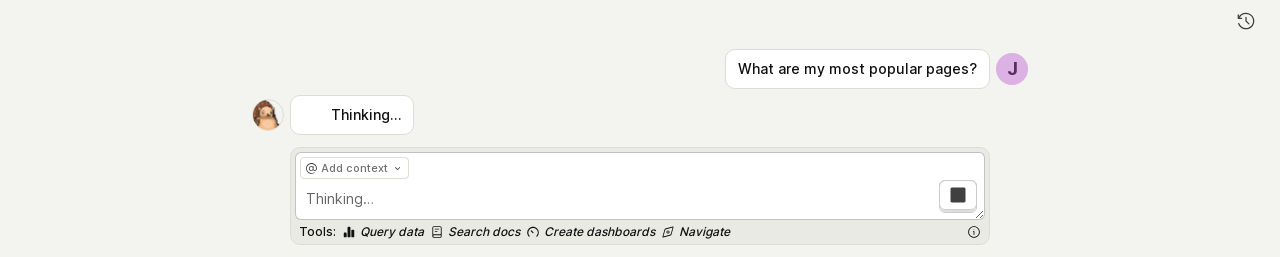 What are my most popular pages?
J
Thinking...
@ Add context
Thinking...
Tools: Query data Search docs Create dashboards Navigate